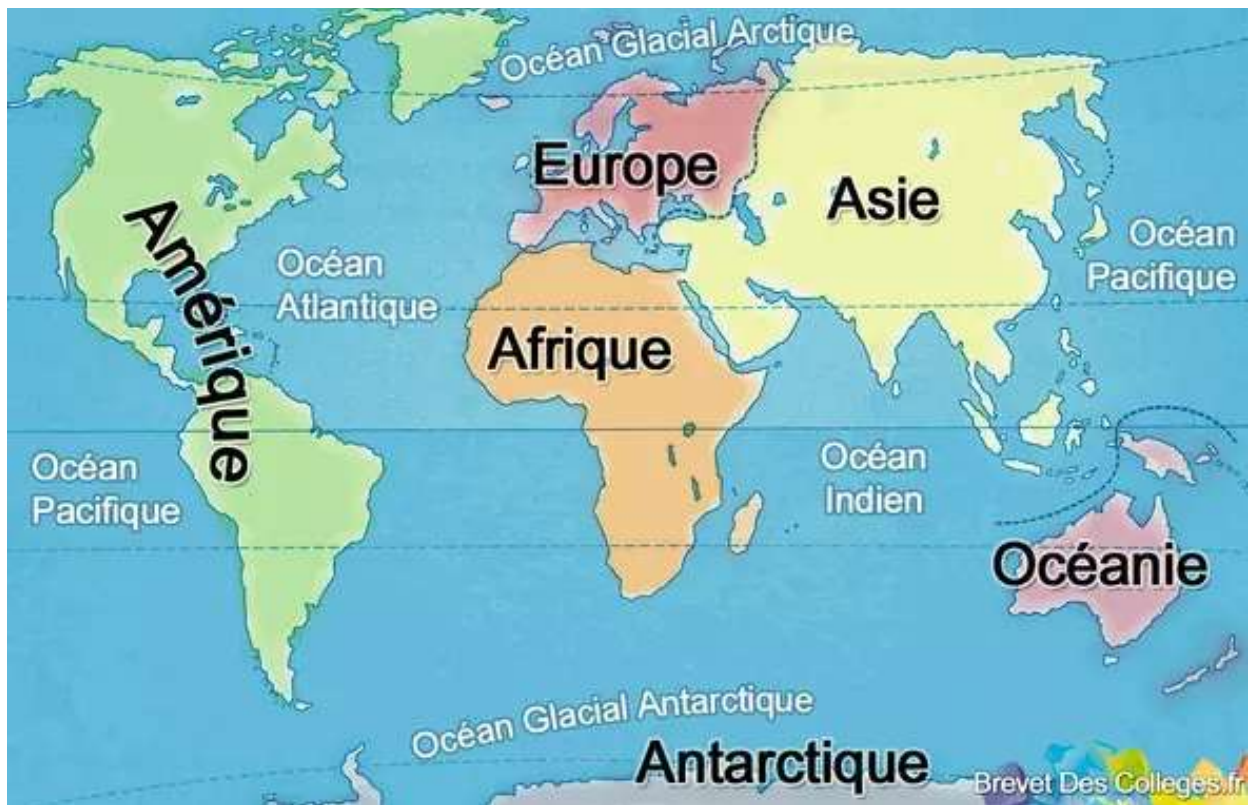 Océan Glacial Arctique
Europe
Asie
Amérique
Océan
Atlantique
Océan
Pacifique
Afrique
Océan
Pacifique
Océan
Indien
Océanie
Océan Glacial Antarctique
Antarctique
Brevet Des Colleges.fr